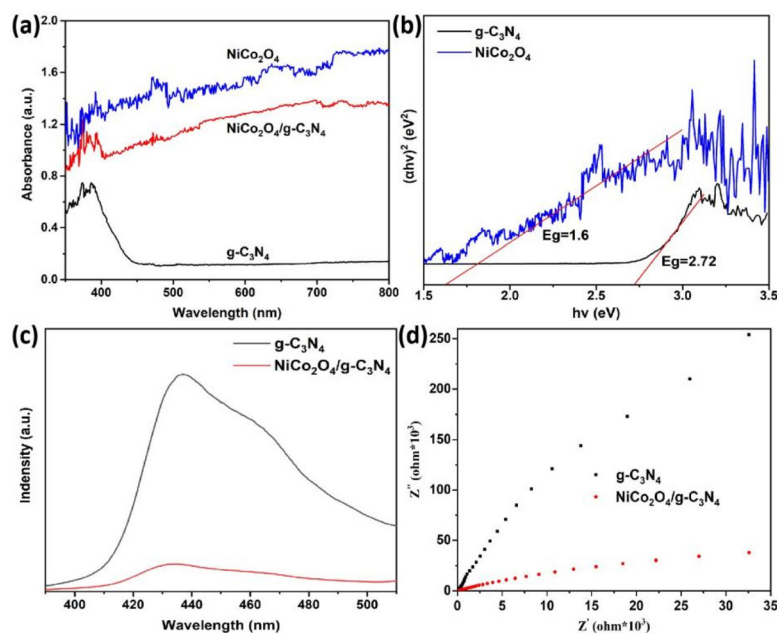 (a)
2.0
1.6
1.2
0.8
0.4
0.0
Absorbance (a.u.)
NiCo₂O₄
NiCo₂O₄/g-C₃N₄
g-C₃N₄
400 500 600 700 800
Wavelength (nm)
(b)
(αhν)² (eV²)
g-C₃N₄
NiCo₂O₄
Eg=1.6
Eg=2.72
1.5 2.0 2.5 3.0 3.5
hν (eV)
(c)
Indensity (a.u.)
g-C₃N₄
NiCo₂O₄/g-C₃N₄
400 420 440 460 480 500
Wavelength (nm)
(d)
250
200
150
100
50
0
Z'' (ohm*10³)
g-C₃N₄
NiCo₂O₄/g-C₃N₄
0 5 10 15 20 25 30 35
Z' (ohm*10³)